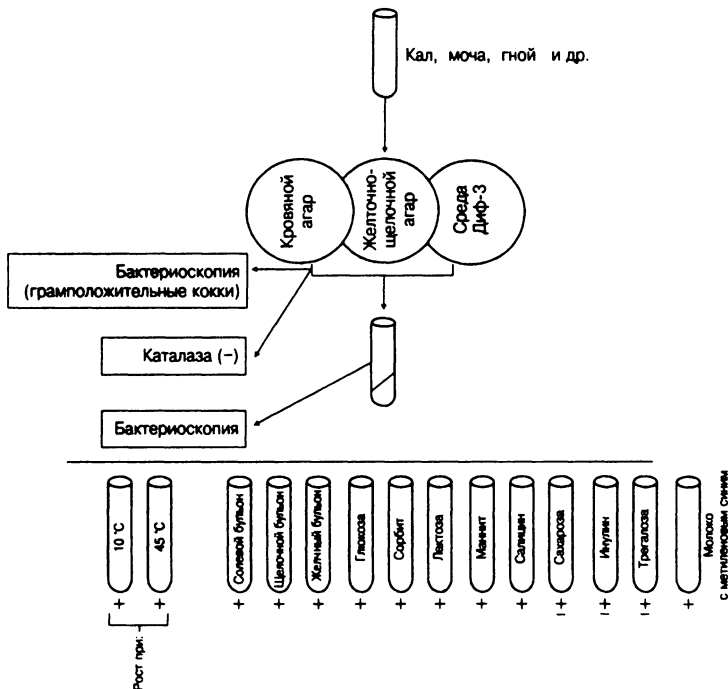 Кал, моча, гной и др.
Кровяной
агар
Желточно-
щелочной
агар
Среда
Диф-3
Бактериоскопия
(грамположительные кокки)
Каталаза (−)
Бактериоскопия
10 °C
45 °C
Солевой бульон
Щелочной бульон
Желчный бульон
Глюкоза
Сорбит
Лактоза
Маннит
Салицин
Сахароза
Инулин
Трегалоза
Молоко
с метиленовым синим
+ + + + + + + + + + +− +− +− +
Рост при: